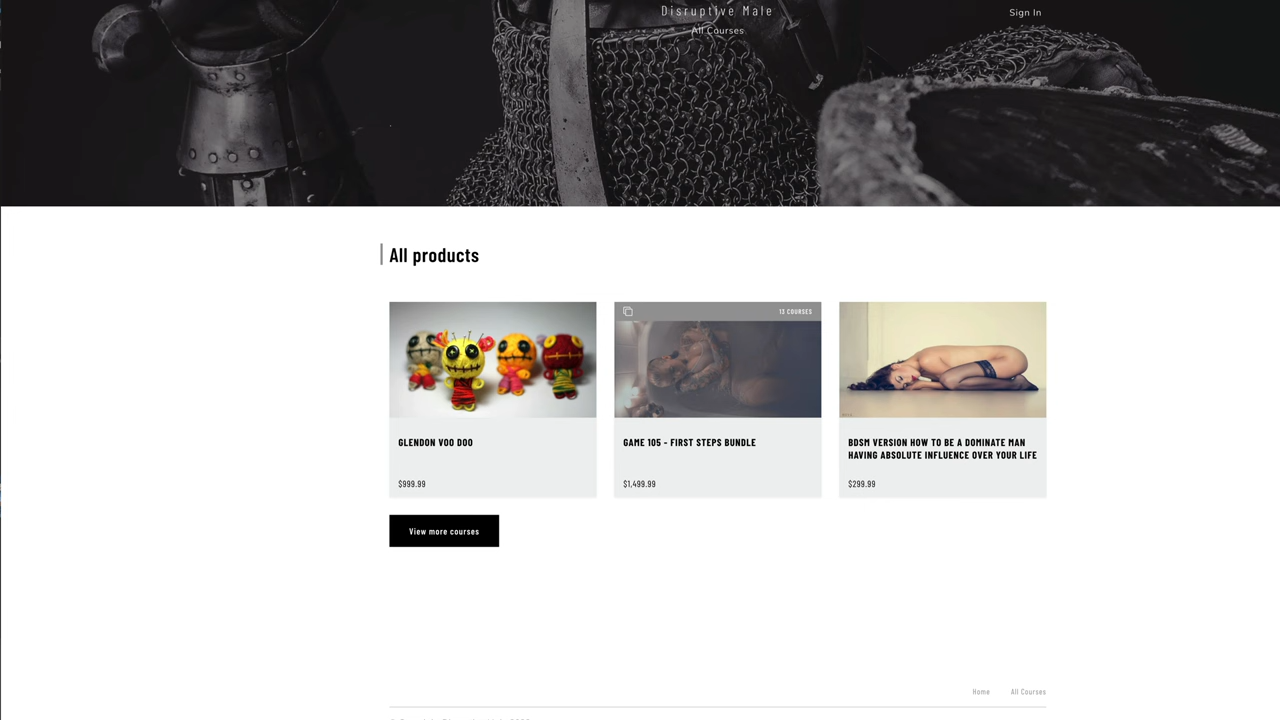 Disruptive Male
Sign In
All Courses
All products
13 COURSES
GLENDON VOO DOO
$999.99
GAME 105 - FIRST STEPS BUNDLE
$1,499.99
BDSM VERSION HOW TO BE A DOMINATE MAN
HAVING ABSOLUTE INFLUENCE OVER YOUR LIFE
$299.99
View more courses
Home
All Courses